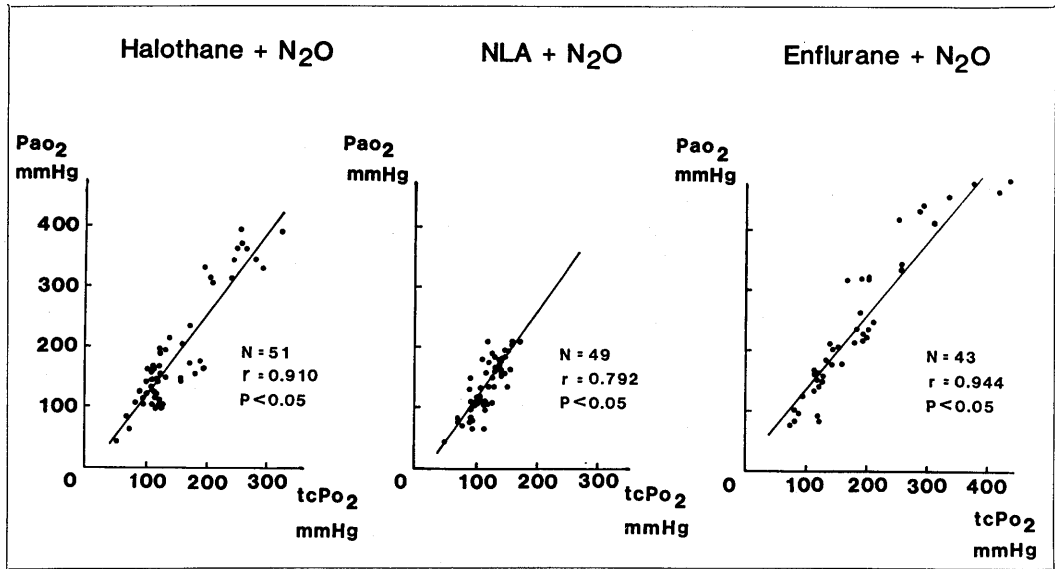 Halothane + N₂O
NLA + N₂O
Enflurane + N₂O
Pao₂
mmHg
400
300
200
100
0
100
200
300
tcPo₂
mmHg
N = 51
r = 0.910
P < 0.05
Pao₂
mmHg
0
100
200
300
tcPo₂
mmHg
N = 49
r = 0.792
P < 0.05
Pao₂
mmHg
0
100
200
300
400
tcPo₂
mmHg
N = 43
r = 0.944
P < 0.05